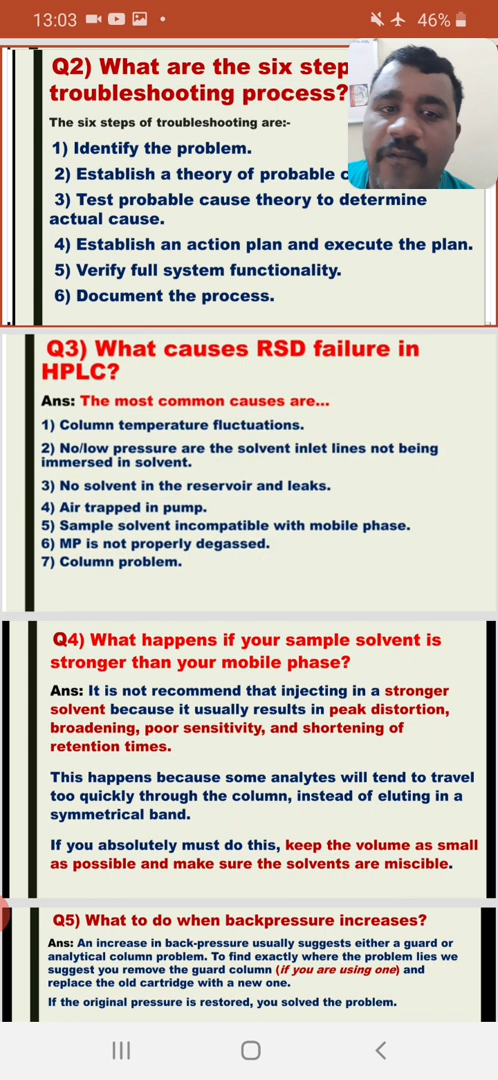 13:03
46%
Q2) What are the six
troubleshooting process?
The six steps of troubleshooting are:-
1) Identify the problem.
2) Establish a theory of probable
3) Test probable cause theory to determine
actual cause.
4) Establish an action plan and execute the plan.
5) Verify full system functionality.
6) Document the process.
Q3) What causes RSD failure in
HPLC?
Ans: The most common causes are...
1) Column temperature fluctuations.
2) No/low pressure are the solvent inlet lines not being
immersed in solvent.
3) No solvent in the reservoir and leaks.
4) Air trapped in pump.
5) Sample solvent incompatible with mobile phase.
6) MP is not properly degassed.
7) Column problem.
Q4) What happens if your sample solvent is
stronger than your mobile phase?
Ans: It is not recommend that injecting in a stronger
solvent because it usually results in peak distortion,
broadening, poor sensitivity, and shortening of
retention times.
This happens because some analytes will tend to travel
too quickly through the column, instead of eluting in a
symmetrical band.
If you absolutely must do this, keep the volume as small
as possible and make sure the solvents are miscible.
Q5) What to do when backpressure increases?
Ans: An increase in back-pressure usually suggests either a guard or
analytical column problem. To find exactly where the problem lies we
suggest you remove the guard column (if you are using one) and
replace the old cartridge with a new one.
If the original pressure is restored, you solved the problem.